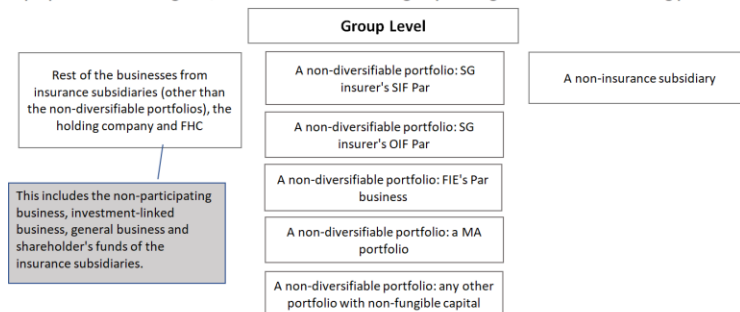 Group Level
Rest of the businesses from
insurance subsidiaries (other than
the non-diversifiable portfolios), the
holding company and FHC
A non-diversifiable portfolio: SG
insurer's SIF Par
A non-insurance subsidiary
A non-diversifiable portfolio: SG
insurer's OIF Par
This includes the non-participating
business, investment-linked
business, general business and
shareholder's funds of the
insurance subsidiaries.
A non-diversifiable portfolio: FIE's Par
business
A non-diversifiable portfolio: a MA
portfolio
A non-diversifiable portfolio: any other
portfolio with non-fungible capital